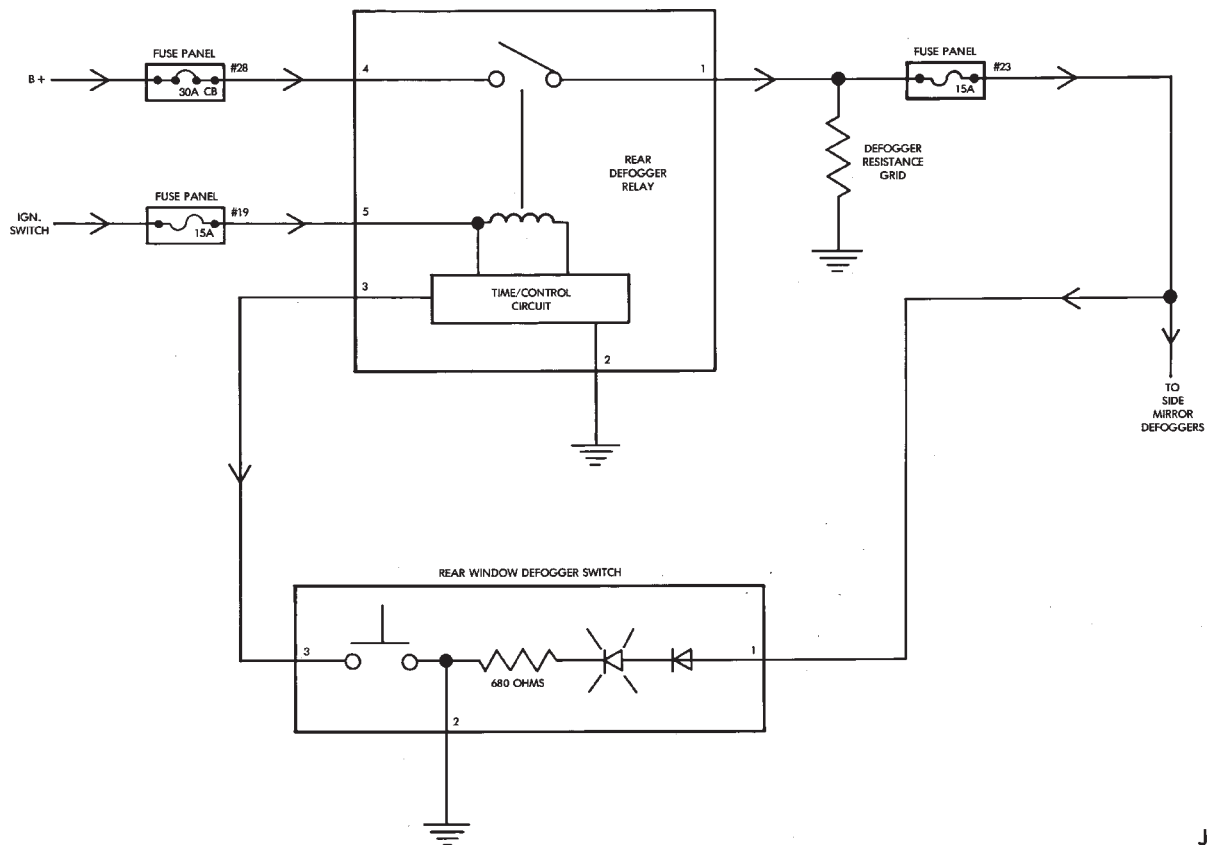 FUSE PANEL
B+
30A CB
#28
4
1
FUSE PANEL
#23
15A
REAR
DEFOGGER
RELAY
DEFOGGER
RESISTANCE
GRID
FUSE PANEL
IGN.
SWITCH
15A
#19
5
3
TIME/CONTROL
CIRCUIT
2
TO
SIDE
MIRROR
DEFOGGERS
REAR WINDOW DEFOGGER SWITCH
3
680 OHMS
1
2
J